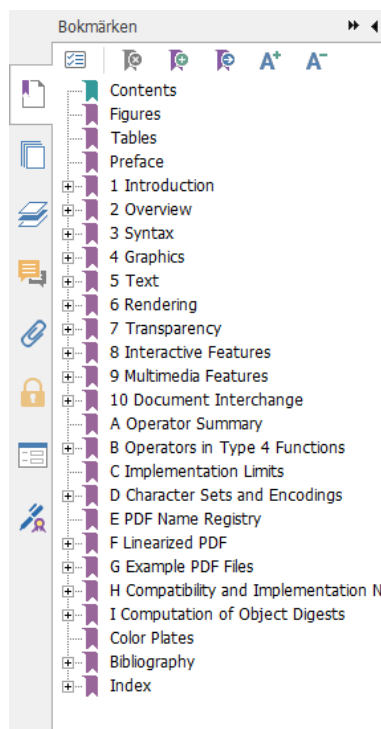 Bokmärken
A+ A-
Contents
Figures
Tables
Preface
1 Introduction
2 Overview
3 Syntax
4 Graphics
5 Text
6 Rendering
7 Transparency
8 Interactive Features
9 Multimedia Features
10 Document Interchange
A Operator Summary
B Operators in Type 4 Functions
C Implementation Limits
D Character Sets and Encodings
E PDF Name Registry
F Linearized PDF
G Example PDF Files
H Compatibility and Implementation N
I Computation of Object Digests
Color Plates
Bibliography
Index